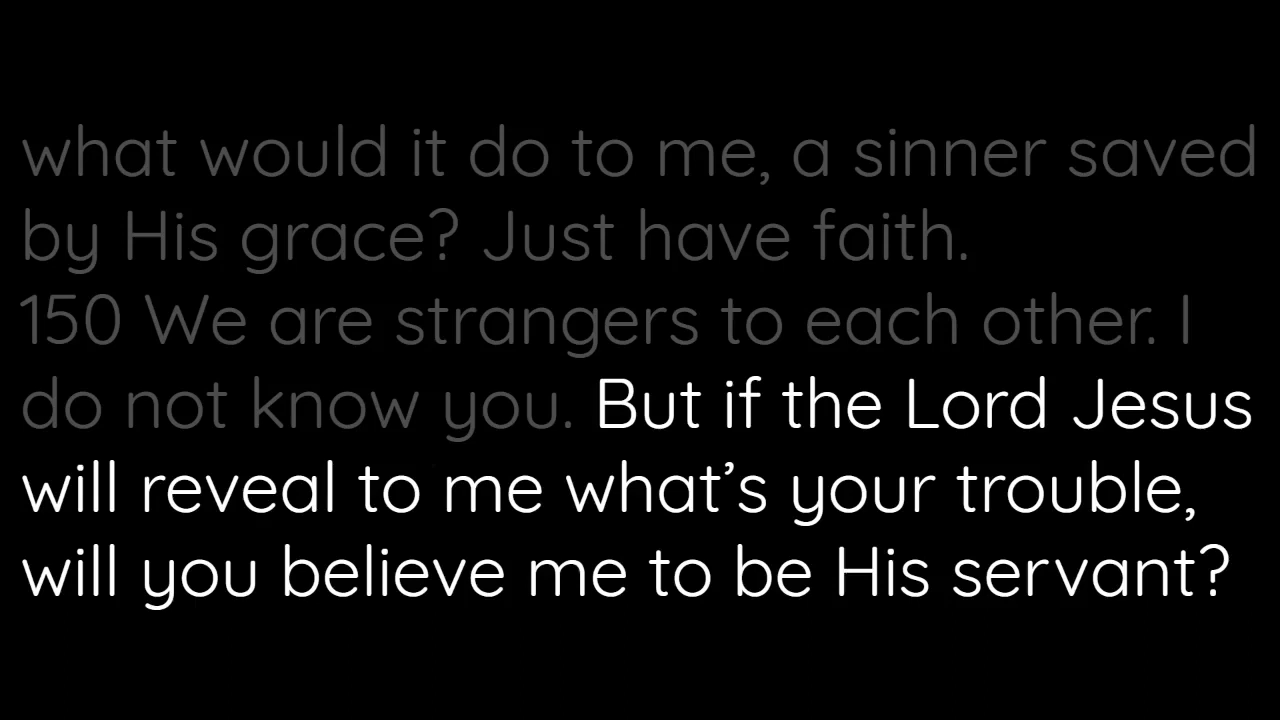 what would it do to me, a sinner saved
by His grace? Just have faith.
150 We are strangers to each other. I
do not know you. But if the Lord Jesus
will reveal to me what’s your trouble,
will you believe me to be His servant?